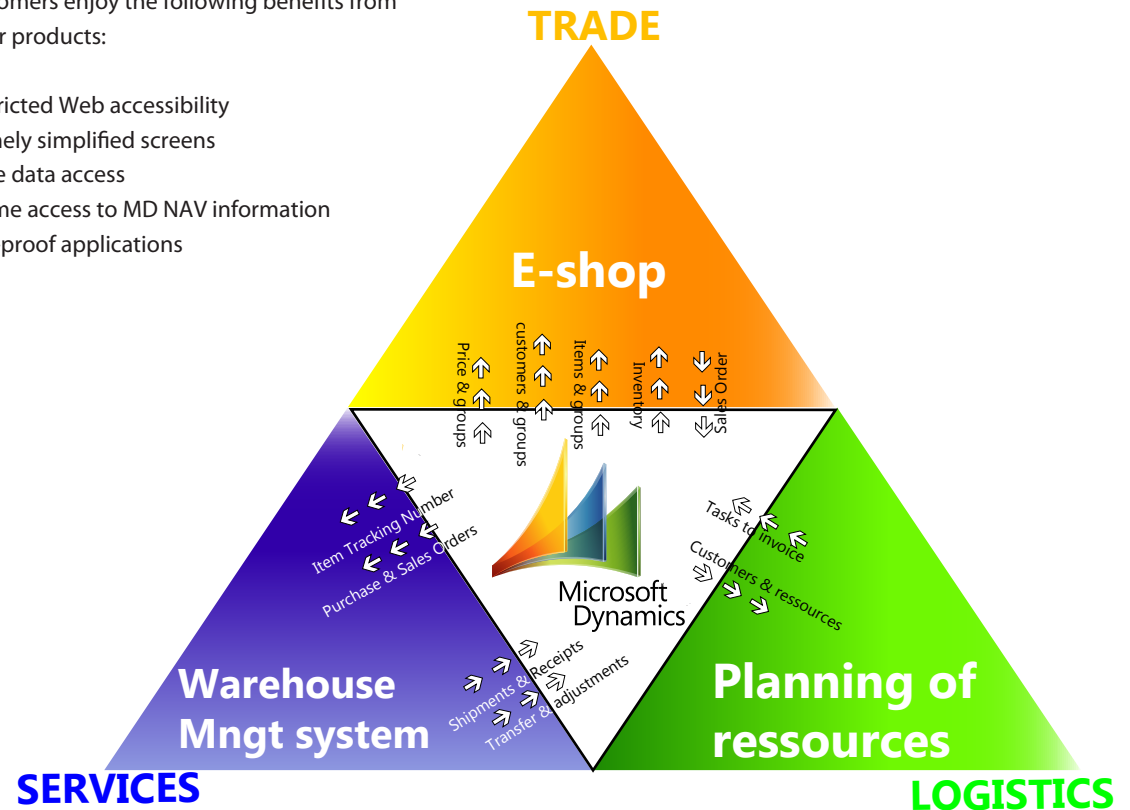 omers enjoy the following benefits from
r products:
ricted Web accessibility
nely simplified screens
e data access
me access to MD NAV information
proof applications
TRADE
E-shop
Price & groups
customers & groups
Items & groups
Inventory
Sales Order
Item Tracking Number
Purchase & Sales Orders
Tasks to invoice
Customers & ressources
Microsoft
Dynamics
Shipments & Receipts
Transfer & adjustments
Warehouse
Mngt system
Planning of
ressources
SERVICES
LOGISTICS